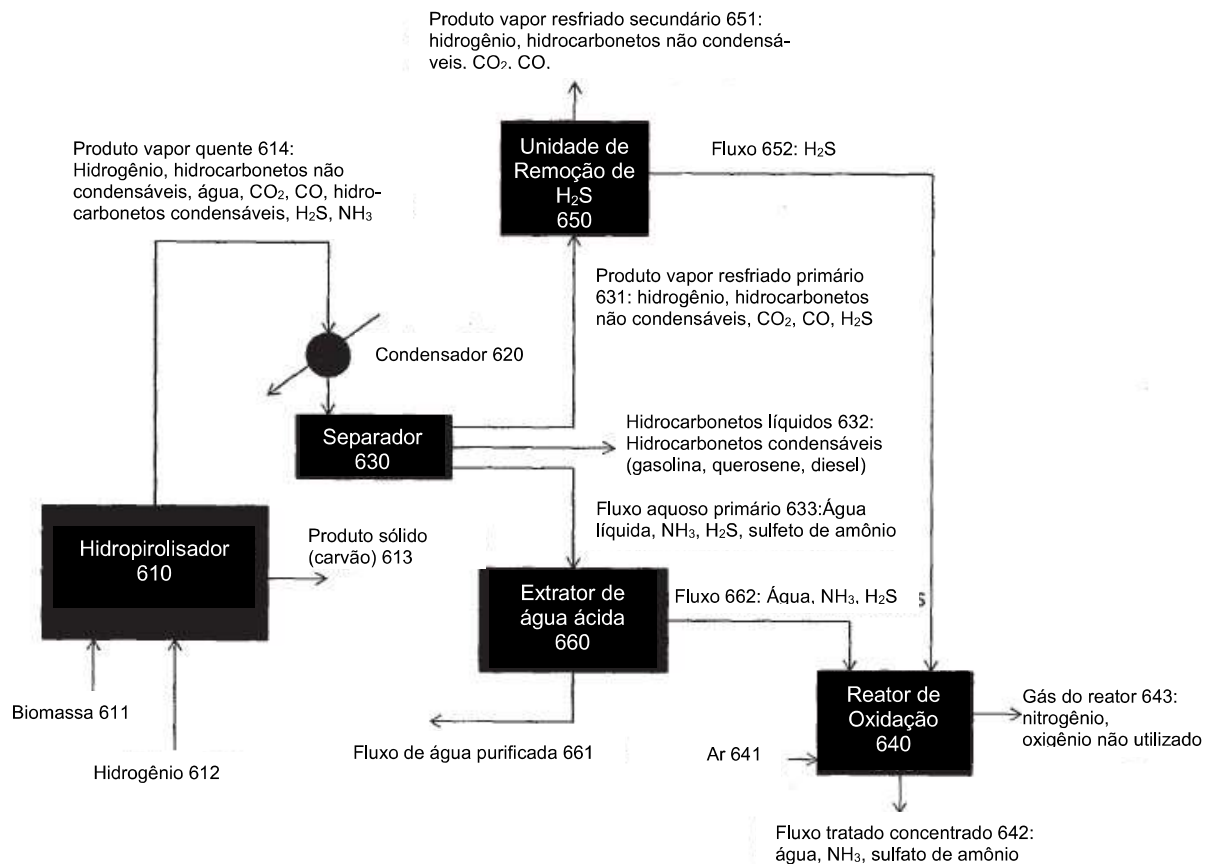 Produto vapor resfriado secundário 651:
hidrogênio, hidrocarbonetos não condensá-
veis, CO₂, CO,
Produto vapor quente 614:
Hidrogênio, hidrocarbonetos não
condensáveis, água, CO₂, CO, hidro-
carbonetos condensáveis, H₂S, NH₃
Unidade de
Remoção de
H₂S
650
Fluxo 652: H₂S
Produto vapor resfriado primário
631: hidrogênio, hidrocarbonetos
não condensáveis, CO₂, CO, H₂S
Condensador 620
Separador
630
Hidrocarbonetos líquidos 632:
Hidrocarbonetos condensáveis
(gasolina, querosene, diesel)
Fluxo aquoso primário 633:Água
líquida, NH₃, H₂S, sulfeto de amônio
Hidropirolisador
610
Produto sólido
(carvão) 613
Extrator de
água ácida
660
Fluxo 662: Água, NH₃, H₂S
Biomassa 611
Hidrogênio 612
Fluxo de água purificada 661
Reator de
Oxidação
640
Gás do reator 643:
nitrogênio,
oxigênio não utilizado
Ar 641
Fluxo tratado concentrado 642:
água, NH₃, sulfato de amônio